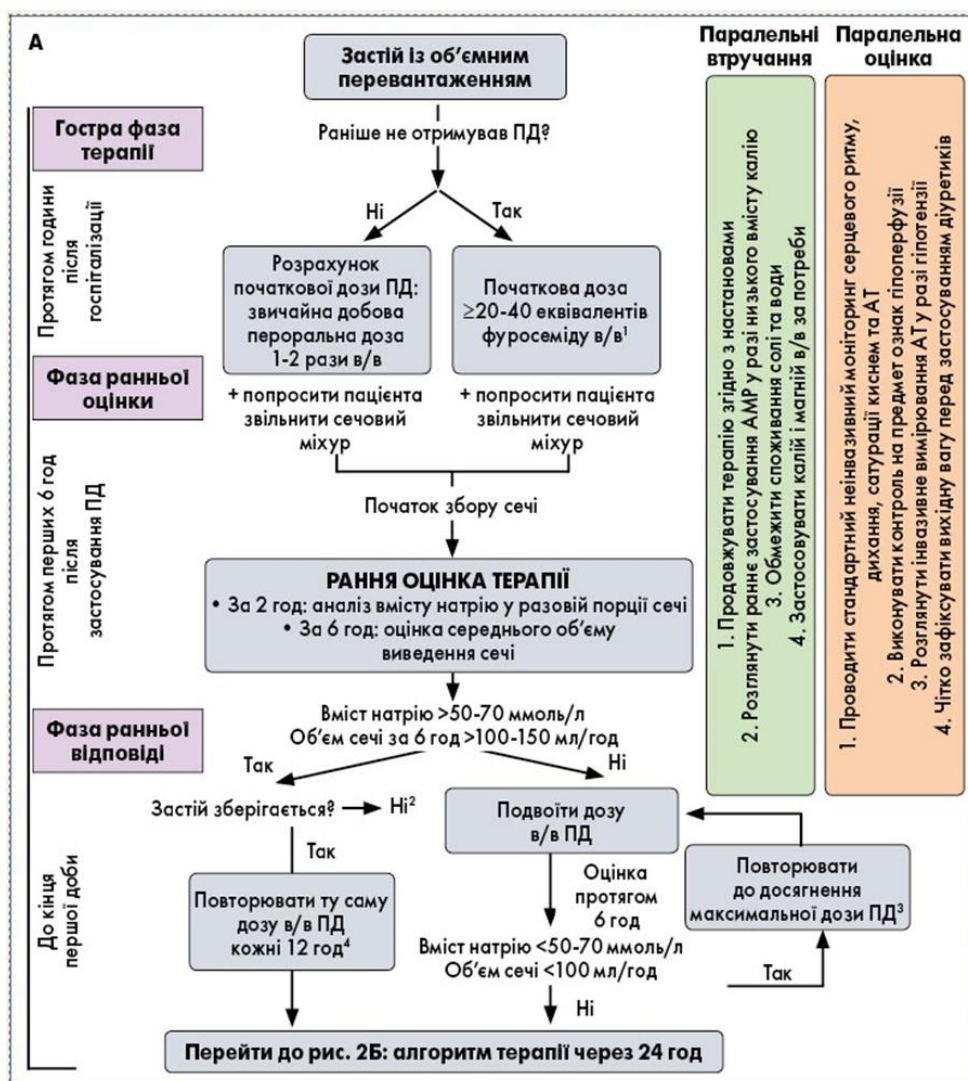 А
Застій із об'ємним
перевантаженням
Паралельні
втручання
Паралельна
оцінка
Гостра фаза
терапії
Раніше не отримував ПД?
Ні
Так
Протягом години
після
госпіталізації
Розрахунок
початкової дози ПД:
звичайна добова
пероральна доза
1-2 рази в/в
Початкова доза
≥20-40 еквівалентів
фуросеміду в/в¹
Фаза ранньої
оцінки
+ попросити пацієнта
звільнити сечовий
міхур
+ попросити пацієнта
звільнити сечовий
міхур
Початок збору сечі
Протягом перших 6 год
після
застосування ПД
РАННЯ ОЦІНКА ТЕРАПІЇ
• За 2 год: аналіз вмісту натрію у разовій порції сечі
• За 6 год: оцінка середнього об'єму
виведення сечі
1. Продовжувати терапію згідно з настановами
2. Розглянути раннє застосування АМР у разі низького вмісту калію
3. Обмежити споживання солі та води
4. Застосовувати калій і магній в/в за потреби
1. Проводити стандартний неінвазивний моніторинг серцевого ритму,
дихання, сатурації киснем та АТ
2. Виконувати контроль на предмет ознак гіпоперфузії
3. Розглянути інвазивне вимірювання АТ у разі гіпотензії
4. Чітко зафіксувати вихідну вагу перед застосуванням діуретиків
Фаза ранньої
відповіді
Вміст натрію >50-70 ммоль/л
Об'єм сечі за 6 год >100-150 мл/год
Так
Ні
Застій зберігається?
Ні²
Подвоїти дозу
в/в ПД
До кінця
першої доби
Так
Оцінка
протягом
6 год
Повторювати
до досягнення
максимальної дози ПД³
Повторювати ту саму
дозу в/в ПД
кожні 12 год⁴
Вміст натрію <50-70 ммоль/л
Об'єм сечі <100 мл/год
Так
Ні
Перейти до рис. 2Б: алгоритм терапії через 24 год